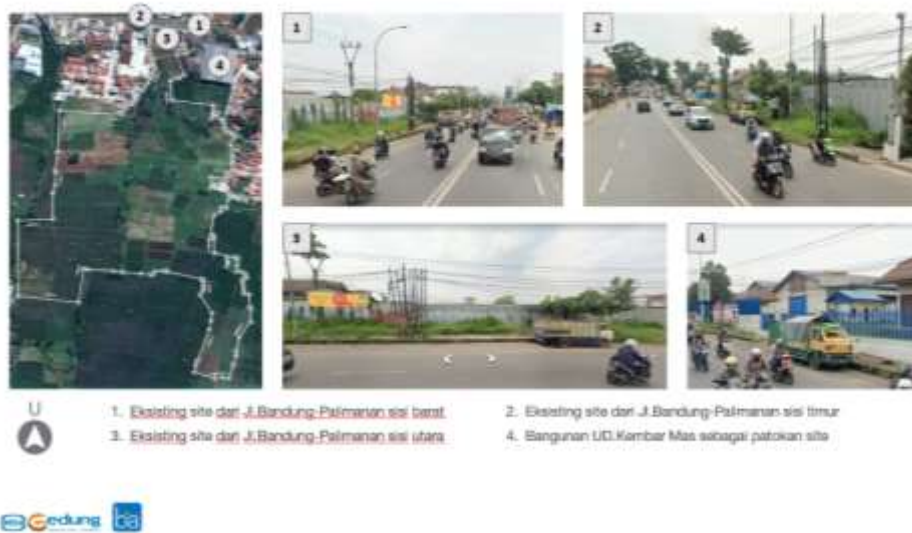 2
1
3
4
1
2
3
4
U
1. Eksisting site dari Jl.Bandung-Palimanan sisi barat
2. Eksisting site dari Jl.Bandung-Palimanan sisi timur
3. Eksisting site dari Jl.Bandung-Palimanan sisi utara
4. Bangunan UD.Kembar Mas sebagai patokan site
Gedung
ba